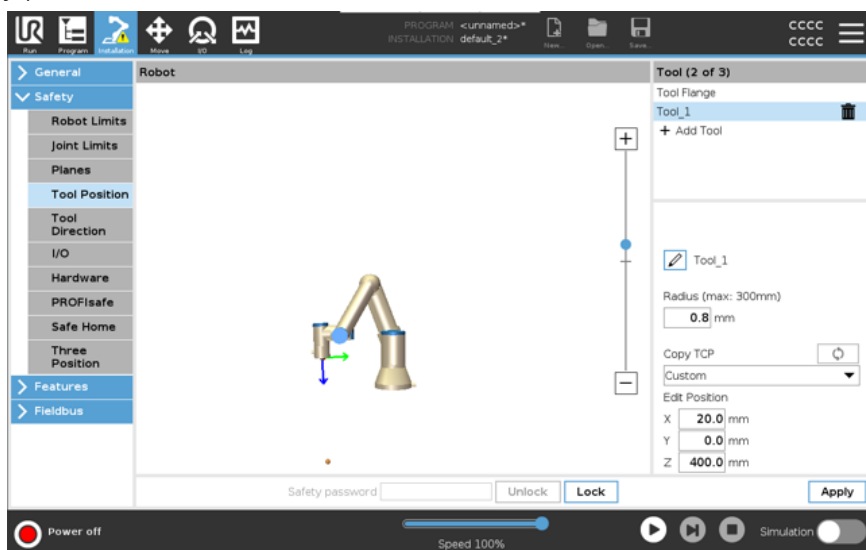 PROGRAM <unnamed>*
INSTALLATION default_2*
UR
Run
Program
Installation
Move
I/O
Log
New...
Open...
Save...
CCCC
CCCC
General
Safety
Robot Limits
Joint Limits
Planes
Tool Position
Tool
Direction
I/O
Hardware
PROFIsafe
Safe Home
Three
Position
Features
Fieldbus
Robot
Tool (2 of 3)
Tool Flange
Tool_1
+ Add Tool
Tool_1
Radius (max: 300mm)
0.8 mm
Copy TCP
Custom
Edit Position
X 20.0 mm
Y 0.0 mm
Z 400.0 mm
Safety password Unlock Lock
Apply
Power off
Speed 100%
Simulation